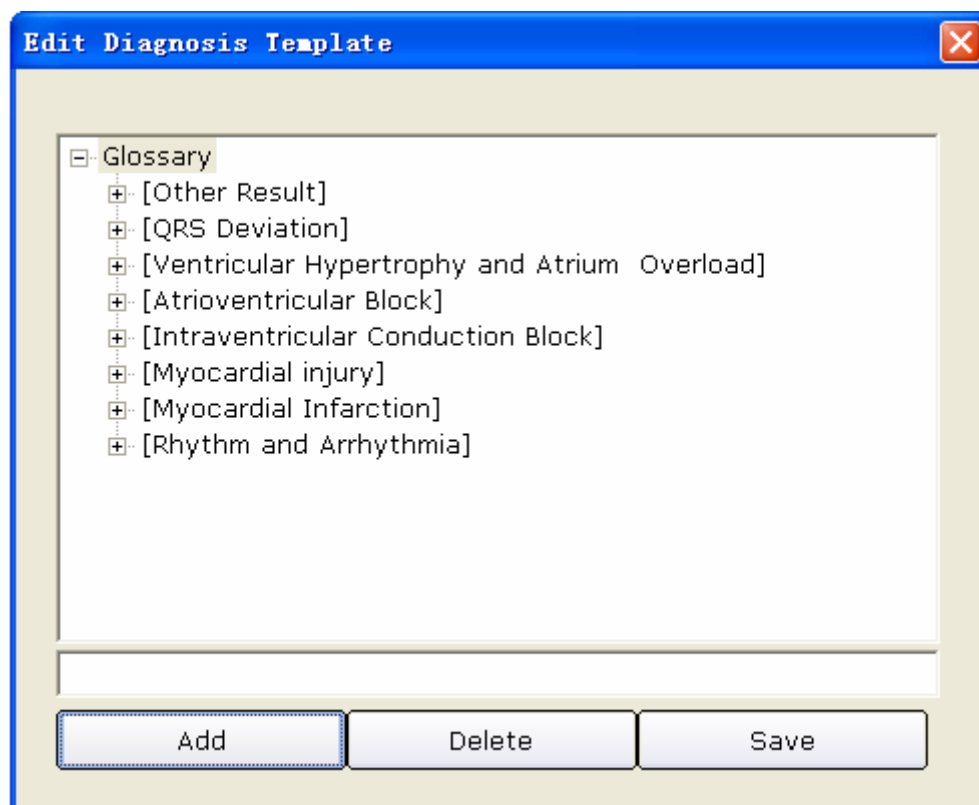 Edit Diagnosis Template
Glossary
[Other Result]
[QRS Deviation]
[Ventricular Hypertrophy and Atrium  Overload]
[Atrioventricular Block]
[Intraventricular Conduction Block]
[Myocardial injury]
[Myocardial Infarction]
[Rhythm and Arrhythmia]
Add Delete Save